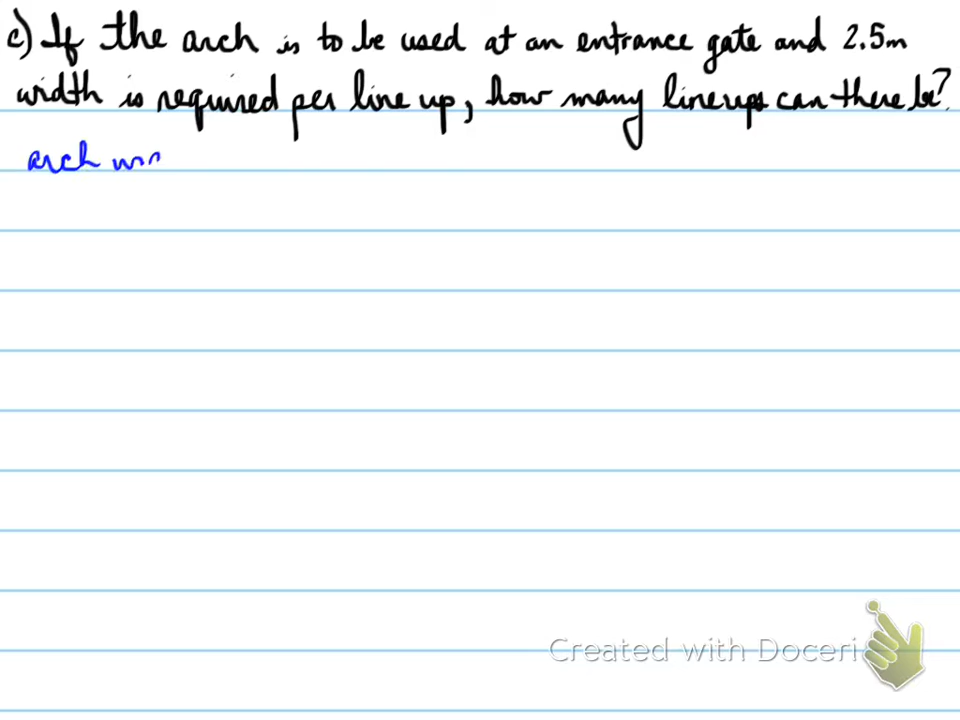 c) If the arch is to be used at an entrance gate and 2.5m
width is required per line up, how many lineups can there be?
arch
Created with Doceri